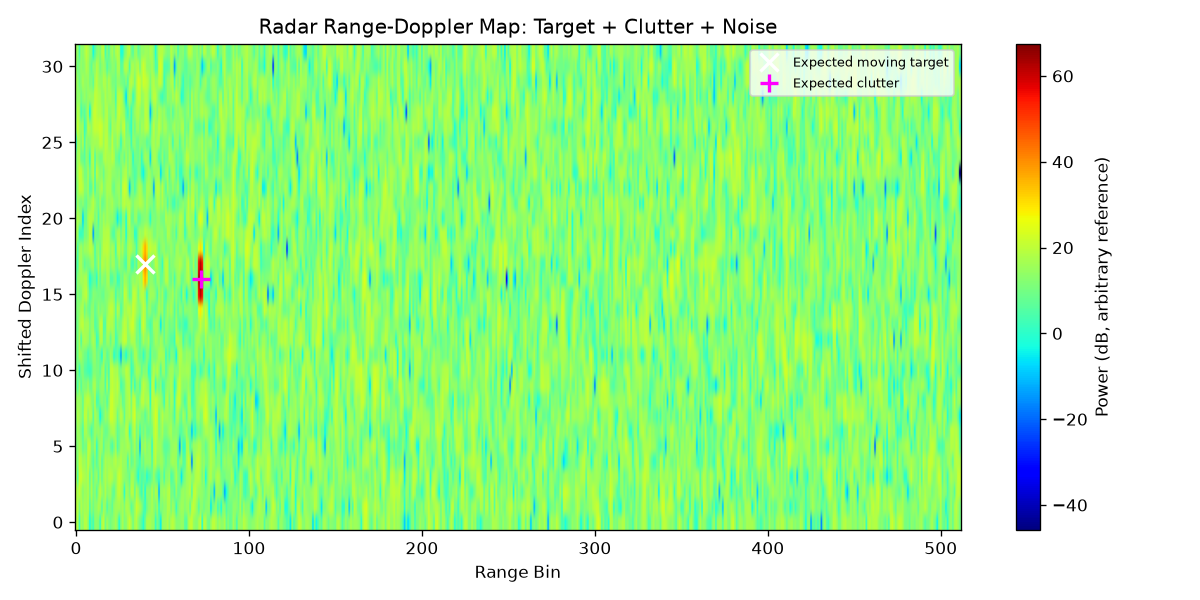 Radar Range-Doppler Map: Target + Clutter + Noise
Expected moving target
Expected clutter
30
25
20
15
10
5
0
Shifted Doppler Index
0 100 200 300 400 500
Range Bin
60
40
20
0
−20
−40
Power (dB, arbitrary reference)